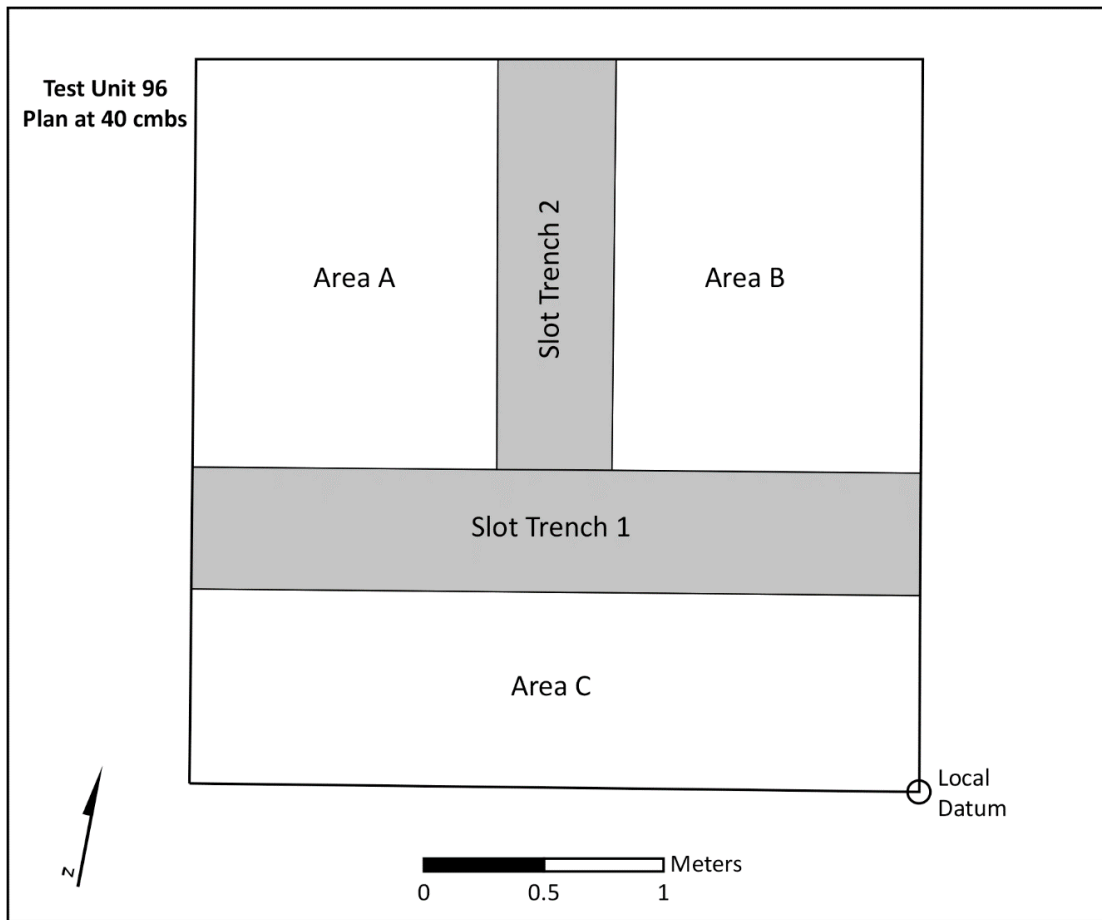 Test Unit 96
Plan at 40 cmbs
Slot Trench 2
Area A
Area B
Slot Trench 1
Area C
Local
Datum
N
Meters
0
0.5
1